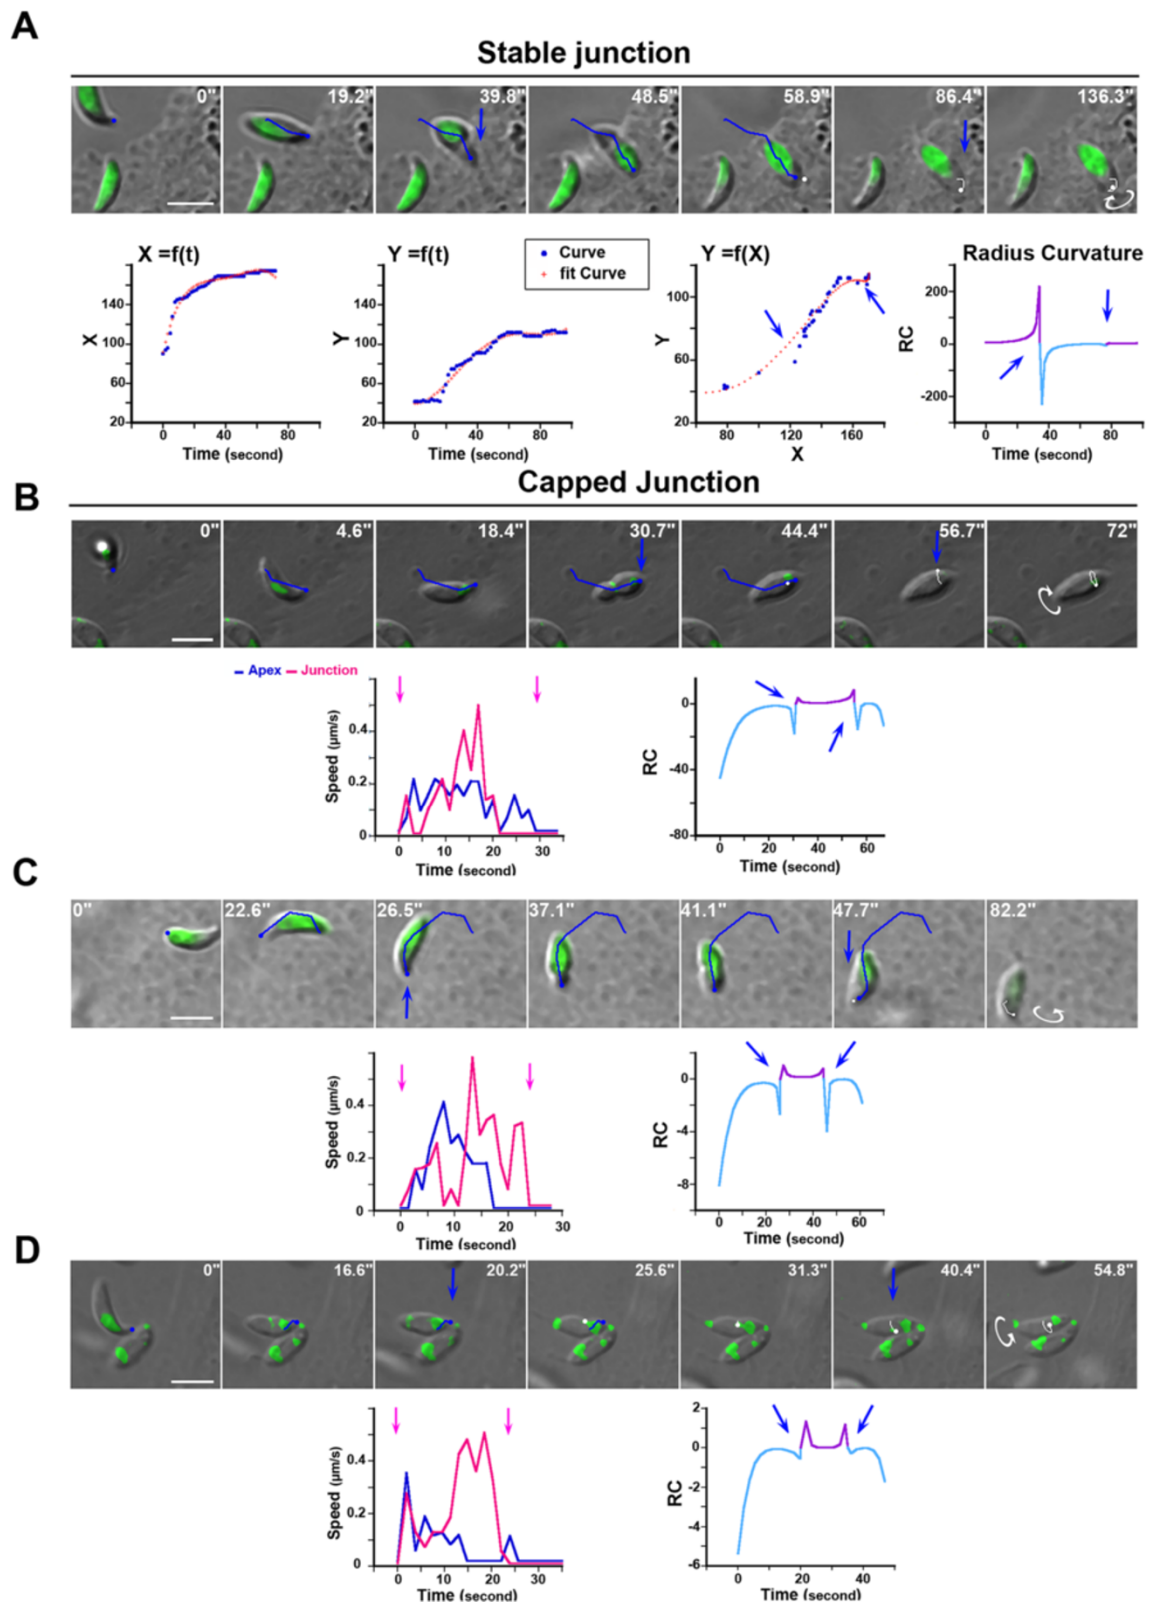 A
Stable junction
0"
19.2"
39.8"
48.5"
58.9"
86.4"
136.3"
X =f(t)
Y =f(t)
Curve
fit Curve
Y =f(X)
Radius Curvature
140
100
60
20
X
0
40
80
Time (second)
140
100
60
20
Y
0
40
80
Time (second)
100
60
20
Y
80
120
160
X
200
0
-200
RC
0
40
80
Time (second)
B
Capped Junction
0"
4.6"
18.4"
30.7"
44.4"
56.7"
72"
Apex
Junction
Speed (µm/s)
0.4
0.2
0
0
10
20
30
Time (second)
RC
0
-40
-80
0
20
40
60
Time (second)
C
0"
22.6"
26.5"
37.1"
41.1"
47.7"
82.2"
Speed (µm/s)
0.4
0.2
0
0
10
20
30
Time (second)
RC
0
-4
-8
0
20
40
60
Time (second)
D
0"
16.6"
20.2"
25.6"
31.3"
40.4"
54.8"
Speed (µm/s)
0.4
0.2
0
0
10
20
30
Time (second)
RC
2
0
-2
-4
-6
0
20
40
Time (second)